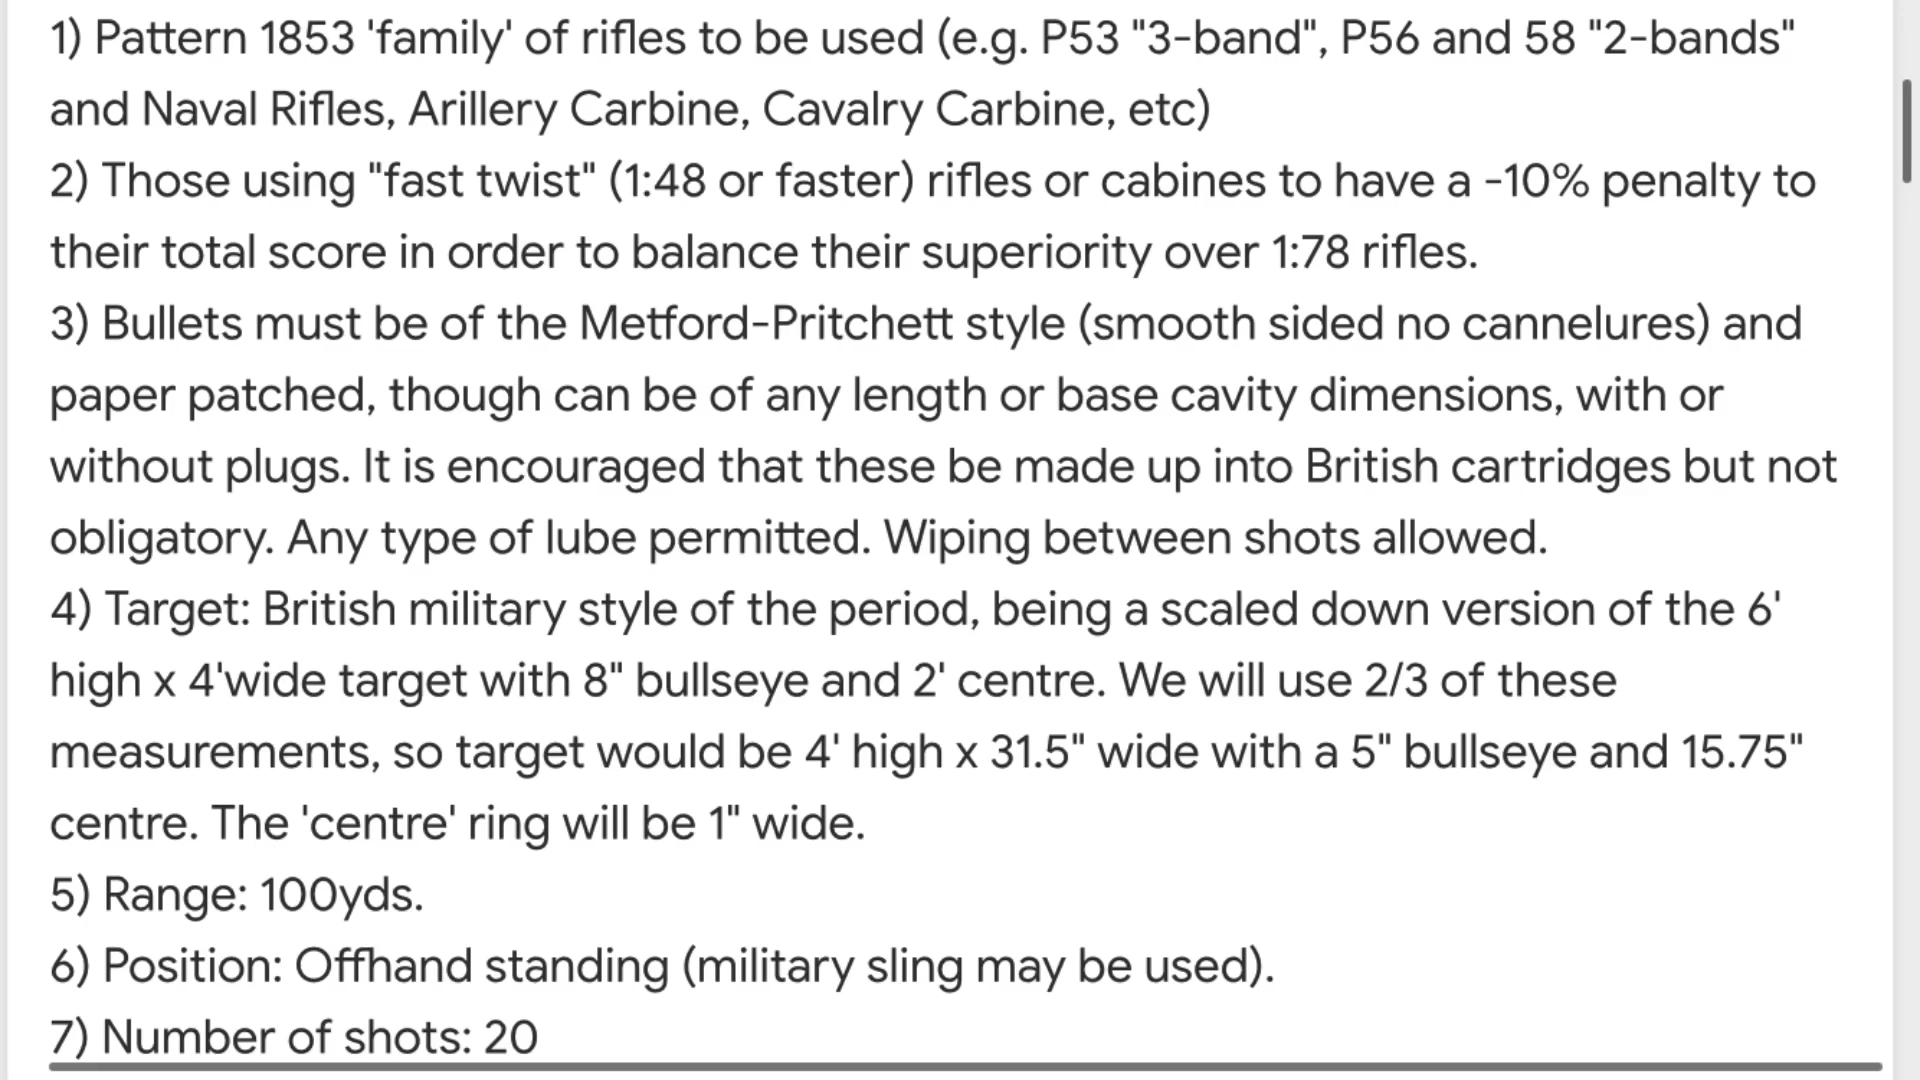 1) Pattern 1853 'family' of rifles to be used (e.g. P53 "3-band", P56 and 58 "2-bands"
and Naval Rifles, Arillery Carbine, Cavalry Carbine, etc)
2) Those using "fast twist" (1:48 or faster) rifles or cabines to have a -10% penalty to
their total score in order to balance their superiority over 1:78 rifles.
3) Bullets must be of the Metford-Pritchett style (smooth sided no cannelures) and
paper patched, though can be of any length or base cavity dimensions, with or
without plugs. It is encouraged that these be made up into British cartridges but not
obligatory. Any type of lube permitted. Wiping between shots allowed.
4) Target: British military style of the period, being a scaled down version of the 6'
high x 4'wide target with 8" bullseye and 2' centre. We will use 2/3 of these
measurements, so target would be 4' high x 31.5" wide with a 5" bullseye and 15.75"
centre. The 'centre' ring will be 1" wide.
5) Range: 100yds.
6) Position: Offhand standing (military sling may be used).
7) Number of shots: 20